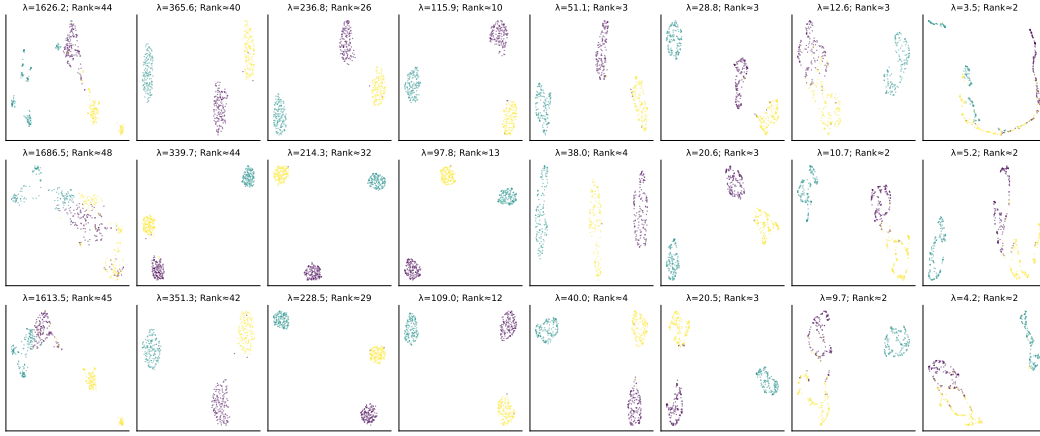 λ=1626.2; Rank≈44
λ=365.6; Rank≈40
λ=236.8; Rank≈26
λ=115.9; Rank≈10
λ=51.1; Rank≈3
λ=28.8; Rank≈3
λ=12.6; Rank≈3
λ=3.5; Rank≈2
λ=1686.5; Rank≈48
λ=339.7; Rank≈44
λ=214.3; Rank≈32
λ=97.8; Rank≈13
λ=38.0; Rank≈4
λ=20.6; Rank≈3
λ=10.7; Rank≈2
λ=5.2; Rank≈2
λ=1613.5; Rank≈45
λ=351.3; Rank≈42
λ=228.5; Rank≈29
λ=109.0; Rank≈12
λ=40.0; Rank≈4
λ=20.5; Rank≈3
λ=9.7; Rank≈2
λ=4.2; Rank≈2